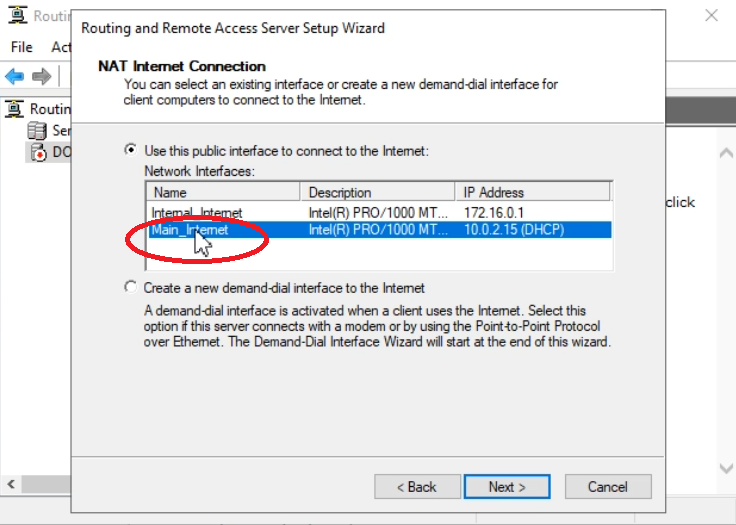 Routing and Remote Access Server Setup Wizard
File
NAT Internet Connection
You can select an existing interface or create a new demand-dial interface for
client computers to connect to the Internet.
Use this public interface to connect to the Internet:
Network Interfaces:
Name Description IP Address
Internal_Internet Intel(R) PRO/1000 MT... 172.16.0.1
Main_Internet Intel(R) PRO/1000 MT... 10.0.2.15 (DHCP)
click
Create a new demand-dial interface to the Internet
A demand-dial interface is activated when a client uses the Internet. Select this
option if this server connects with a modem or by using the Point-to-Point Protocol
over Ethernet. The Demand-Dial Interface Wizard will start at the end of this wizard.
< Back Next > Cancel